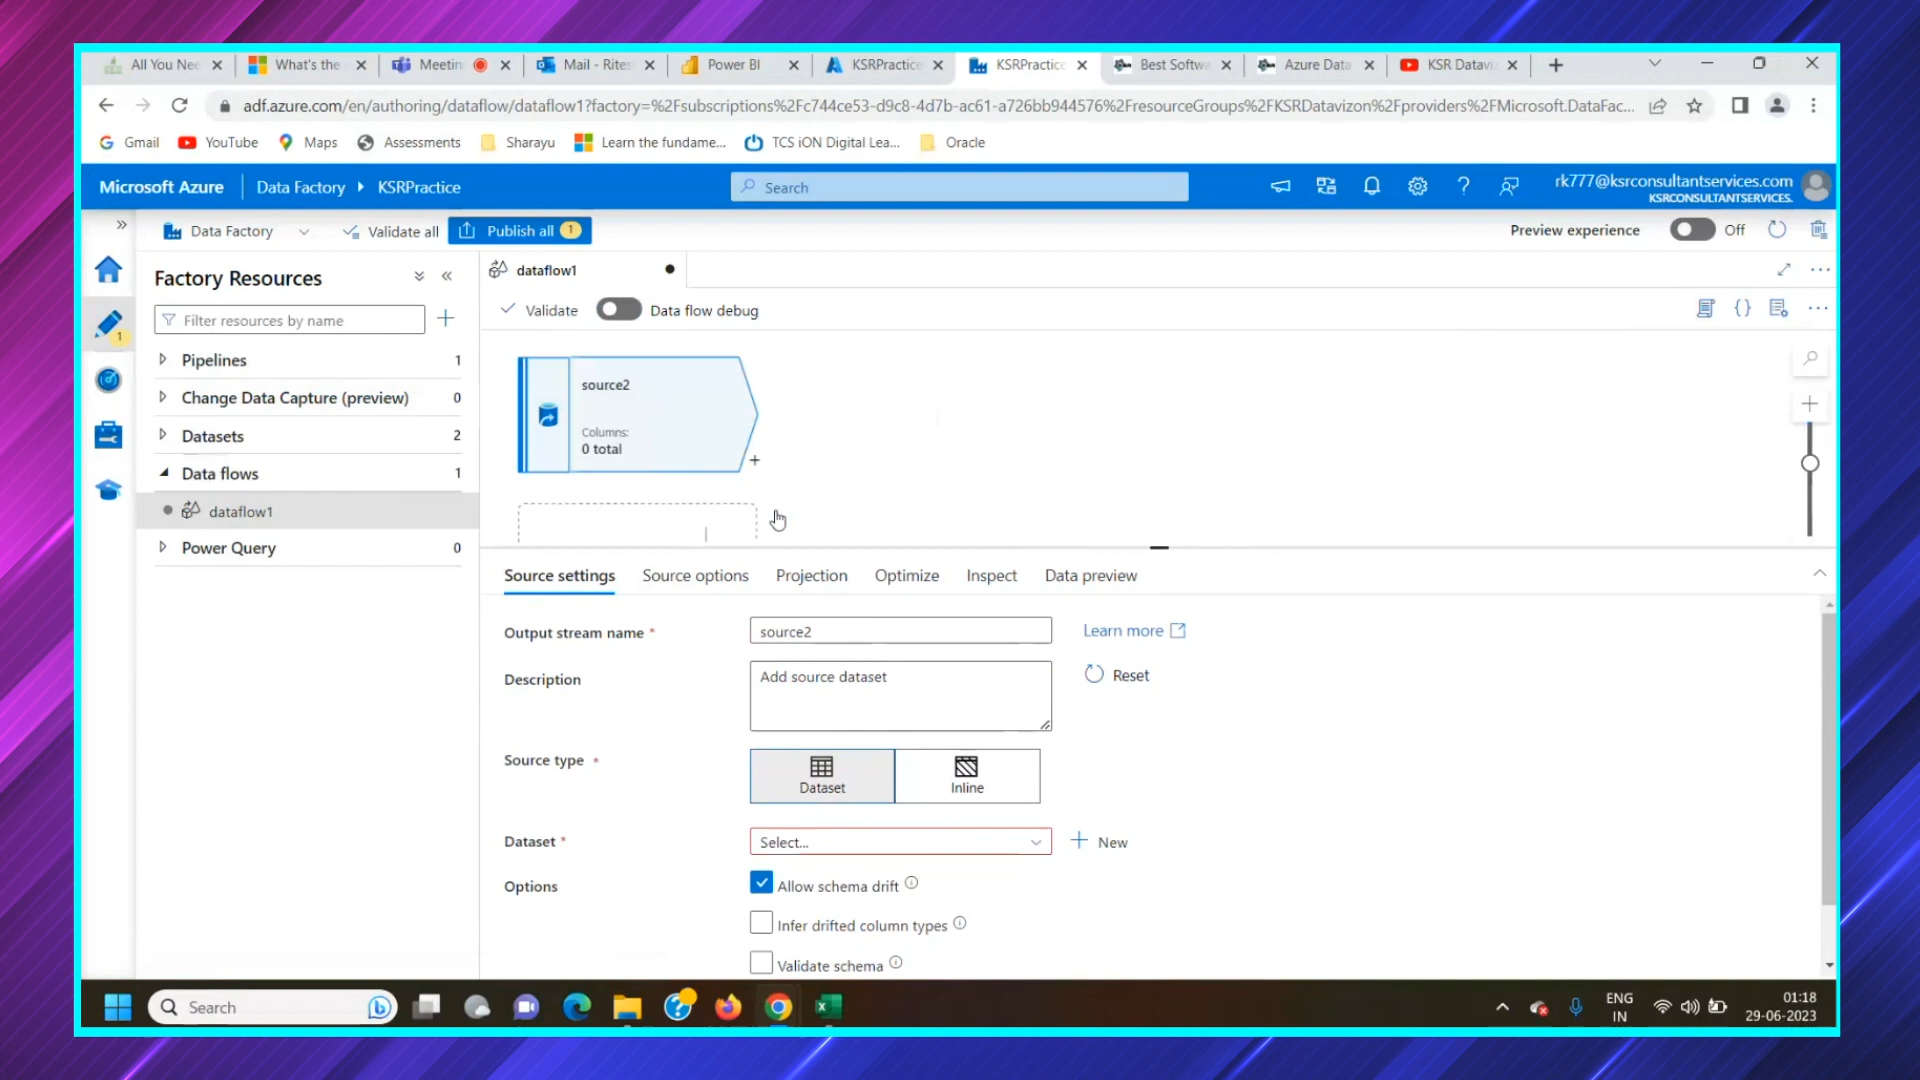 All You Nee
What's the
Meetin
Mail - Rites
Power BI
KSRPractice
KSRPractice
Best Softwa
Azure Data
KSR Datavi
adf.azure.com/en/authoring/dataflow/dataflow1?factory=%2Fsubscriptions%2Fc744ce53-d9c8-4d7b-ac61-a726bb944576%2FresourceGroups%2FKSRDatavizon%2Fproviders%2FMicrosoft.DataFac...
Gmail
YouTube
Maps
Assessments
Sharayu
Learn the fundame...
TCS iON Digital Lea...
Oracle
Microsoft Azure
Data Factory
KSRPractice
Search
rk777@ksrconsultantservices.com
KSRCONSULTANTSERVICES.
Data Factory
Validate all
Publish all 1
Preview experience
Off
Factory Resources
dataflow1
Filter resources by name
Validate
Data flow debug
1
Pipelines 1
Change Data Capture (preview) 0
Datasets 2
Data flows 1
dataflow1
Power Query 0
source2
Columns:
0 total
Source settings
Source options
Projection
Optimize
Inspect
Data preview
Output stream name *
source2
Learn more
Description
Add source dataset
Reset
Source type *
Dataset
Inline
Dataset *
Select...
New
Options
Allow schema drift
Infer drifted column types
Validate schema
Search
ENG
IN
01:18
29-06-2023